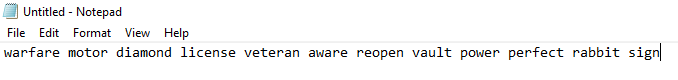 Untitled - Notepad
File Edit Format View Help
warfare motor diamond license veteran aware reopen vault power perfect rabbit sign